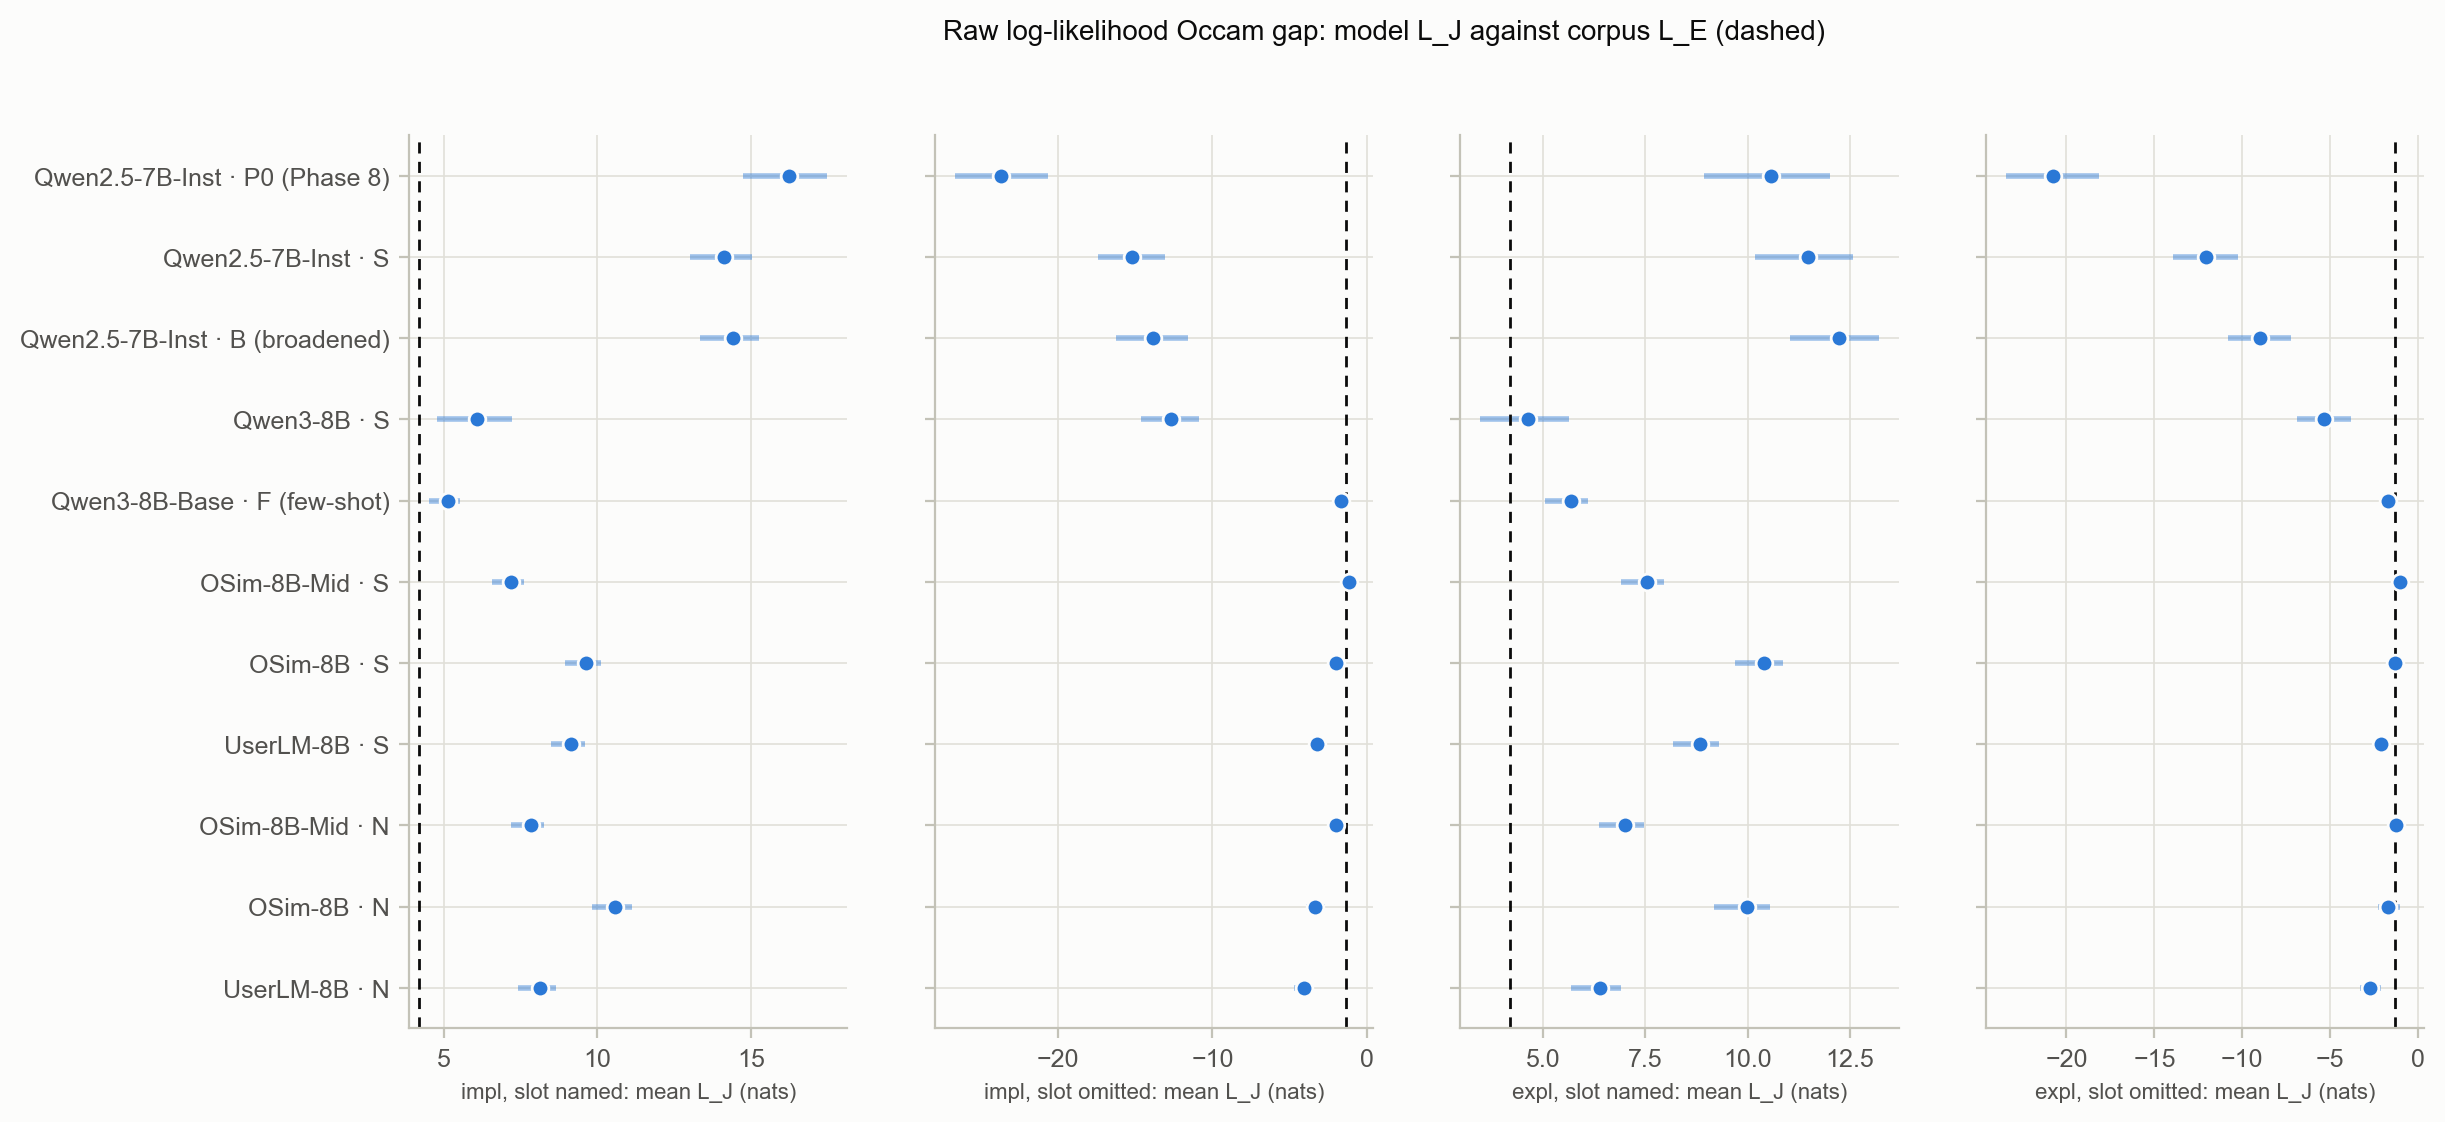 Raw log-likelihood Occam gap: model L_J against corpus L_E (dashed)
Qwen2.5-7B-Inst · P0 (Phase 8)
Qwen2.5-7B-Inst · S
Qwen2.5-7B-Inst · B (broadened)
Qwen3-8B · S
Qwen3-8B-Base · F (few-shot)
OSim-8B-Mid · S
OSim-8B · S
UserLM-8B · S
OSim-8B-Mid · N
OSim-8B · N
UserLM-8B · N
5 10 15
impl, slot named: mean L_J (nats)
−20 −10 0
impl, slot omitted: mean L_J (nats)
5.0 7.5 10.0 12.5
expl, slot named: mean L_J (nats)
−20 −15 −10 −5 0
expl, slot omitted: mean L_J (nats)